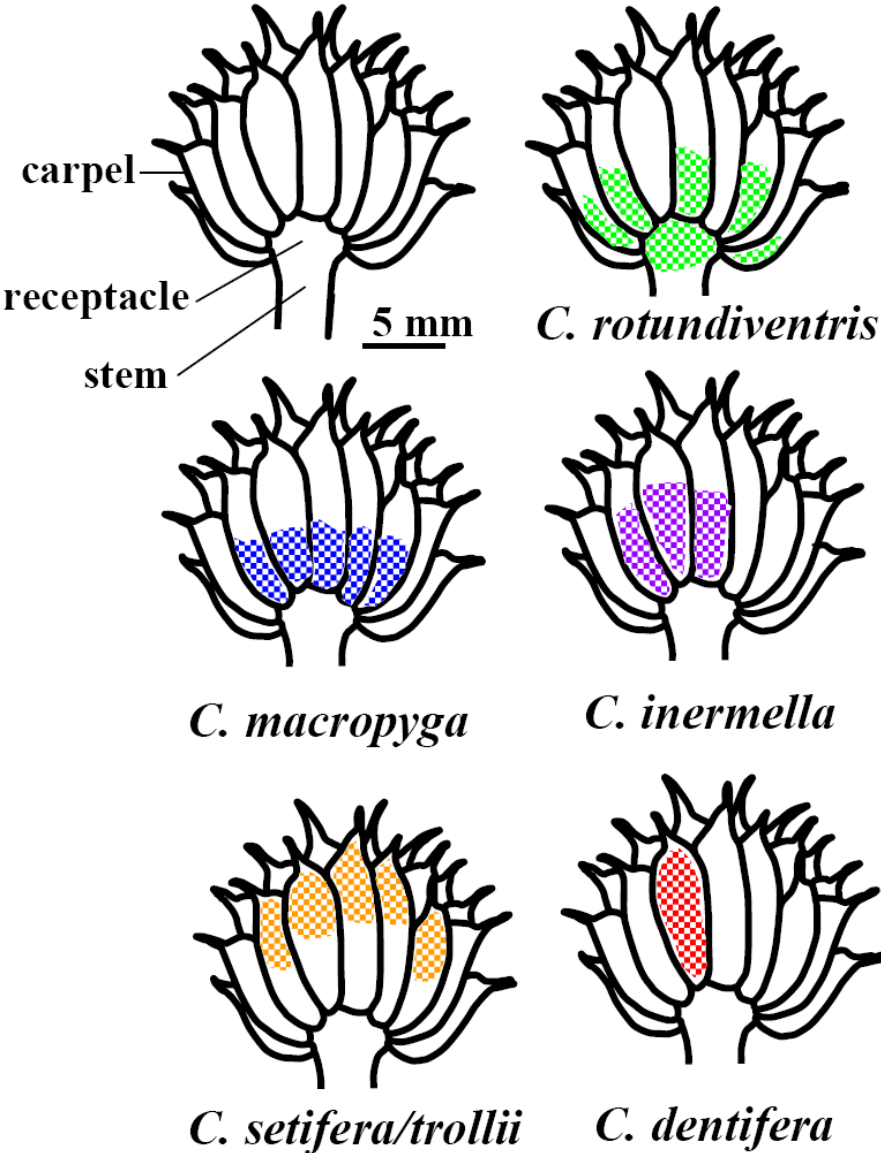 carpel
receptacle
stem
5 mm
C. rotundiventris
C. macropyga
C. inermella
C. setifera/trollii
C. dentifera